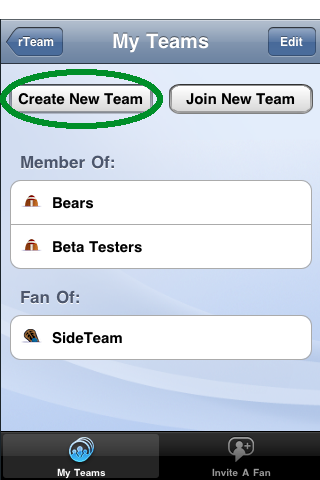 rTeam My Teams Edit
Create New Team Join New Team
Member Of:
Bears
Beta Testers
Fan Of:
SideTeam
My Teams Invite A Fan